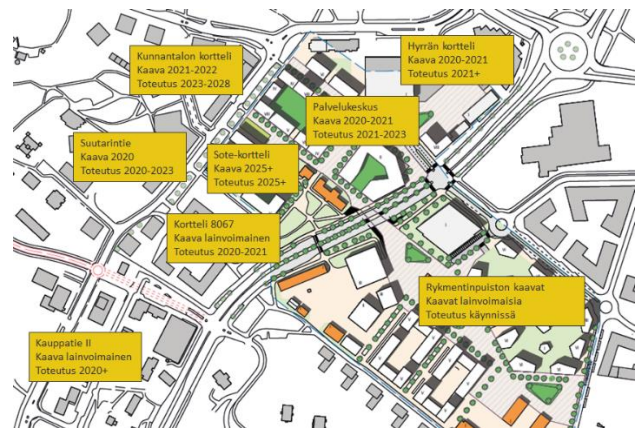 Kunnantalon kortteli
Kaava 2021-2022
Toteutus 2023-2028
Hyrrän kortteli
Kaava 2020-2021
Toteutus 2021+
Palvelukeskus
Kaava 2020-2021
Toteutus 2021-2023
Suutarintie
Kaava 2020
Toteutus 2020-2023
Sote-kortteli
Kaava 2025+
Toteutus 2025+
Kortteli 8067
Kaava lainvoimainen
Toteutus 2020-2021
Rykmentinpuiston kaavat
Kaavat lainvoimaisia
Toteutus käynnissä
Kauppatie II
Kaava lainvoimainen
Toteutus 2020+